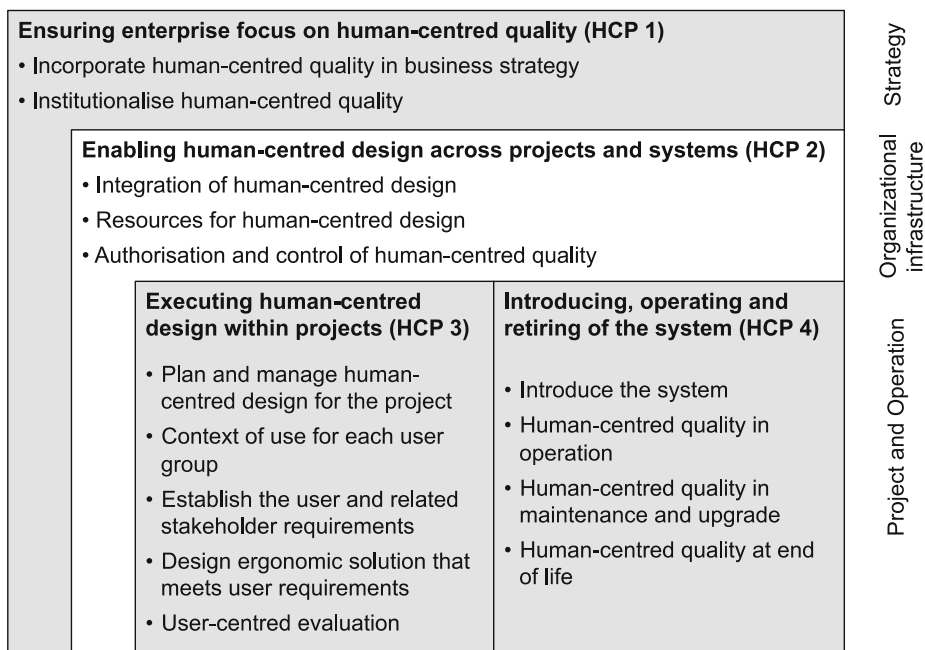 Ensuring enterprise focus on human-centred quality (HCP 1)
• Incorporate human-centred quality in business strategy
• Institutionalise human-centred quality
Strategy
Enabling human-centred design across projects and systems (HCP 2)
• Integration of human-centred design
• Resources for human-centred design
• Authorisation and control of human-centred quality
Organizational
infrastructure
Executing human-centred
design within projects (HCP 3)
• Plan and manage human-
centred design for the project
• Context of use for each user
group
• Establish the user and related
stakeholder requirements
• Design ergonomic solution that
meets user requirements
• User-centred evaluation
Introducing, operating and
retiring of the system (HCP 4)
• Introduce the system
• Human-centred quality in
operation
• Human-centred quality in
maintenance and upgrade
• Human-centred quality at end
of life
Project and Operation